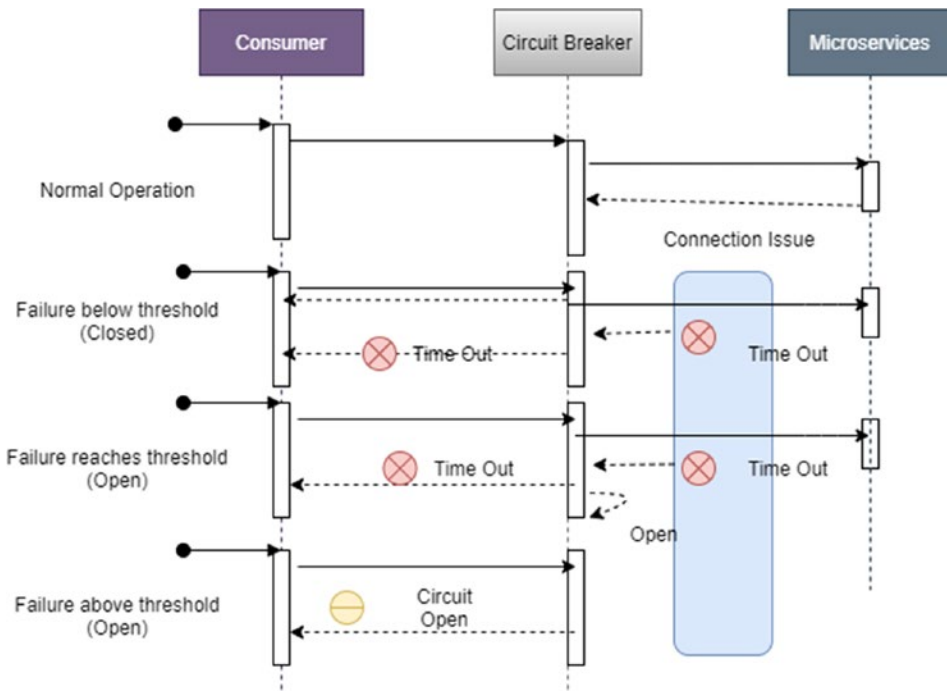 Consumer
Circuit Breaker
Microservices
Normal Operation
Connection Issue
Failure below threshold
(Closed)
Time Out
Time Out
Failure reaches threshold
(Open)
Time Out
Time Out
Open
Failure above threshold
(Open)
Circuit
Open